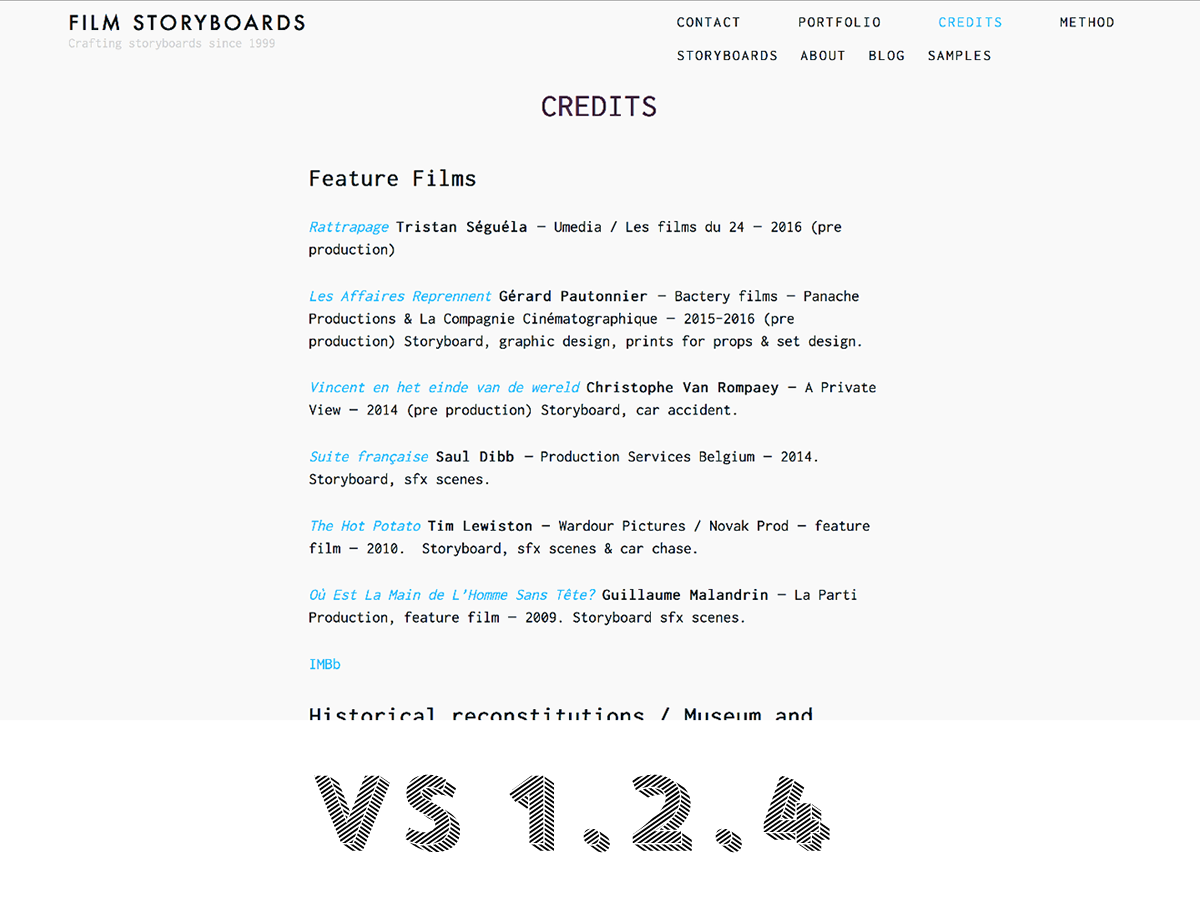 FILM STORYBOARDS
Crafting storyboards since 1999
CONTACT PORTFOLIO CREDITS METHOD
STORYBOARDS ABOUT BLOG SAMPLES
CREDITS
Feature Films
Rattrapage Tristan Séguéla – Umedia / Les films du 24 – 2016 (pre
production)
Les Affaires Reprennent Gérard Pautonnier – Bactery films – Panache
Productions & La Compagnie Cinématographique – 2015-2016 (pre
production) Storyboard, graphic design, prints for props & set design.
Vincent en het einde van de wereld Christophe Van Rompaey – A Private
View – 2014 (pre production) Storyboard, car accident.
Suite française Saul Dibb – Production Services Belgium – 2014.
Storyboard, sfx scenes.
The Hot Potato Tim Lewiston – Wardour Pictures / Novak Prod – feature
film – 2010.  Storyboard, sfx scenes & car chase.
Où Est La Main de L’Homme Sans Tête? Guillaume Malandrin – La Parti
Production, feature film – 2009. Storyboard sfx scenes.
IMBb
Historical reconstitutions / Museum and
VS 1.2.4